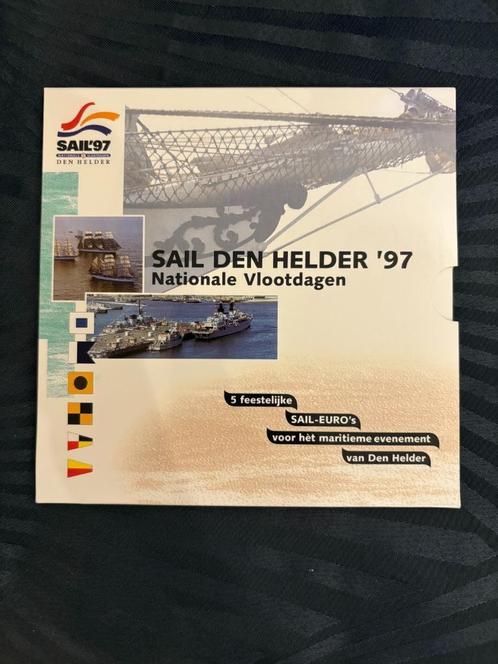 SAIL'97
DEN HELDER
SAIL DEN HELDER '97
Nationale Vlootdagen
5 feestelijke
SAIL-EURO's
voor hèt maritieme evenement
van Den Helder